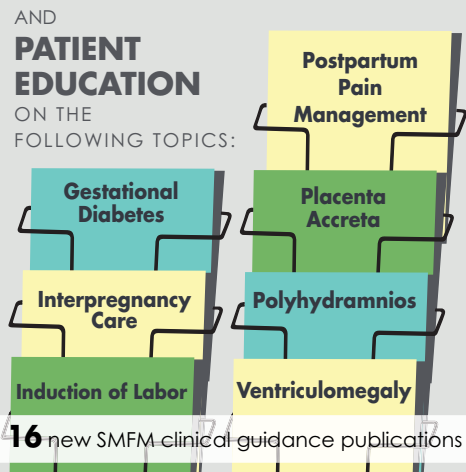 AND
PATIENT
EDUCATION
ON THE
FOLLOWING TOPICS:
Gestational
Diabetes
Interpregnancy
Care
Induction of Labor
Postpartum
Pain
Management
Placenta
Accreta
Polyhydramnios
Ventriculomegaly
16 new SMFM clinical guidance publications